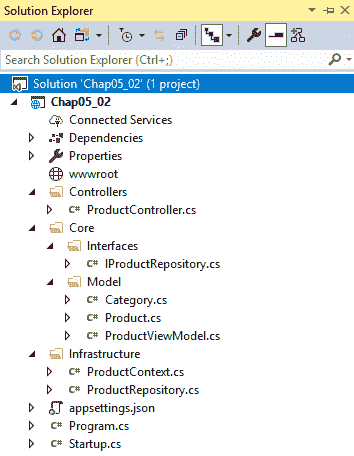 Solution Explorer
Search Solution Explorer (Ctrl+;)
Solution 'Chap05_02' (1 project)
Chap05_02
Connected Services
Dependencies
Properties
wwwroot
Controllers
C# ProductController.cs
Core
Interfaces
C# IProductRepository.cs
Model
C# Category.cs
C# Product.cs
C# ProductViewModel.cs
Infrastructure
C# ProductContext.cs
C# ProductRepository.cs
appsettings.json
C# Program.cs
C# Startup.cs